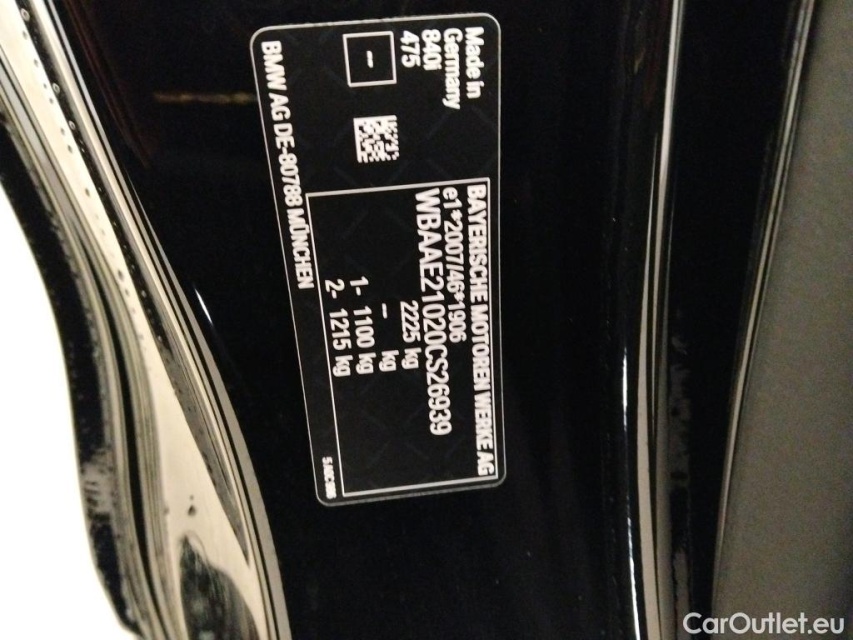 Made in
Germany
840i
475
-
BMW AG DE-80788 MÜNCHEN
BAYERISCHE MOTOREN WERKE AG
e1*2007/46*1906
WBAAE21020CS26939
2225 kg
- kg
1- 1100 kg
2- 1215 kg
CarOutlet.eu